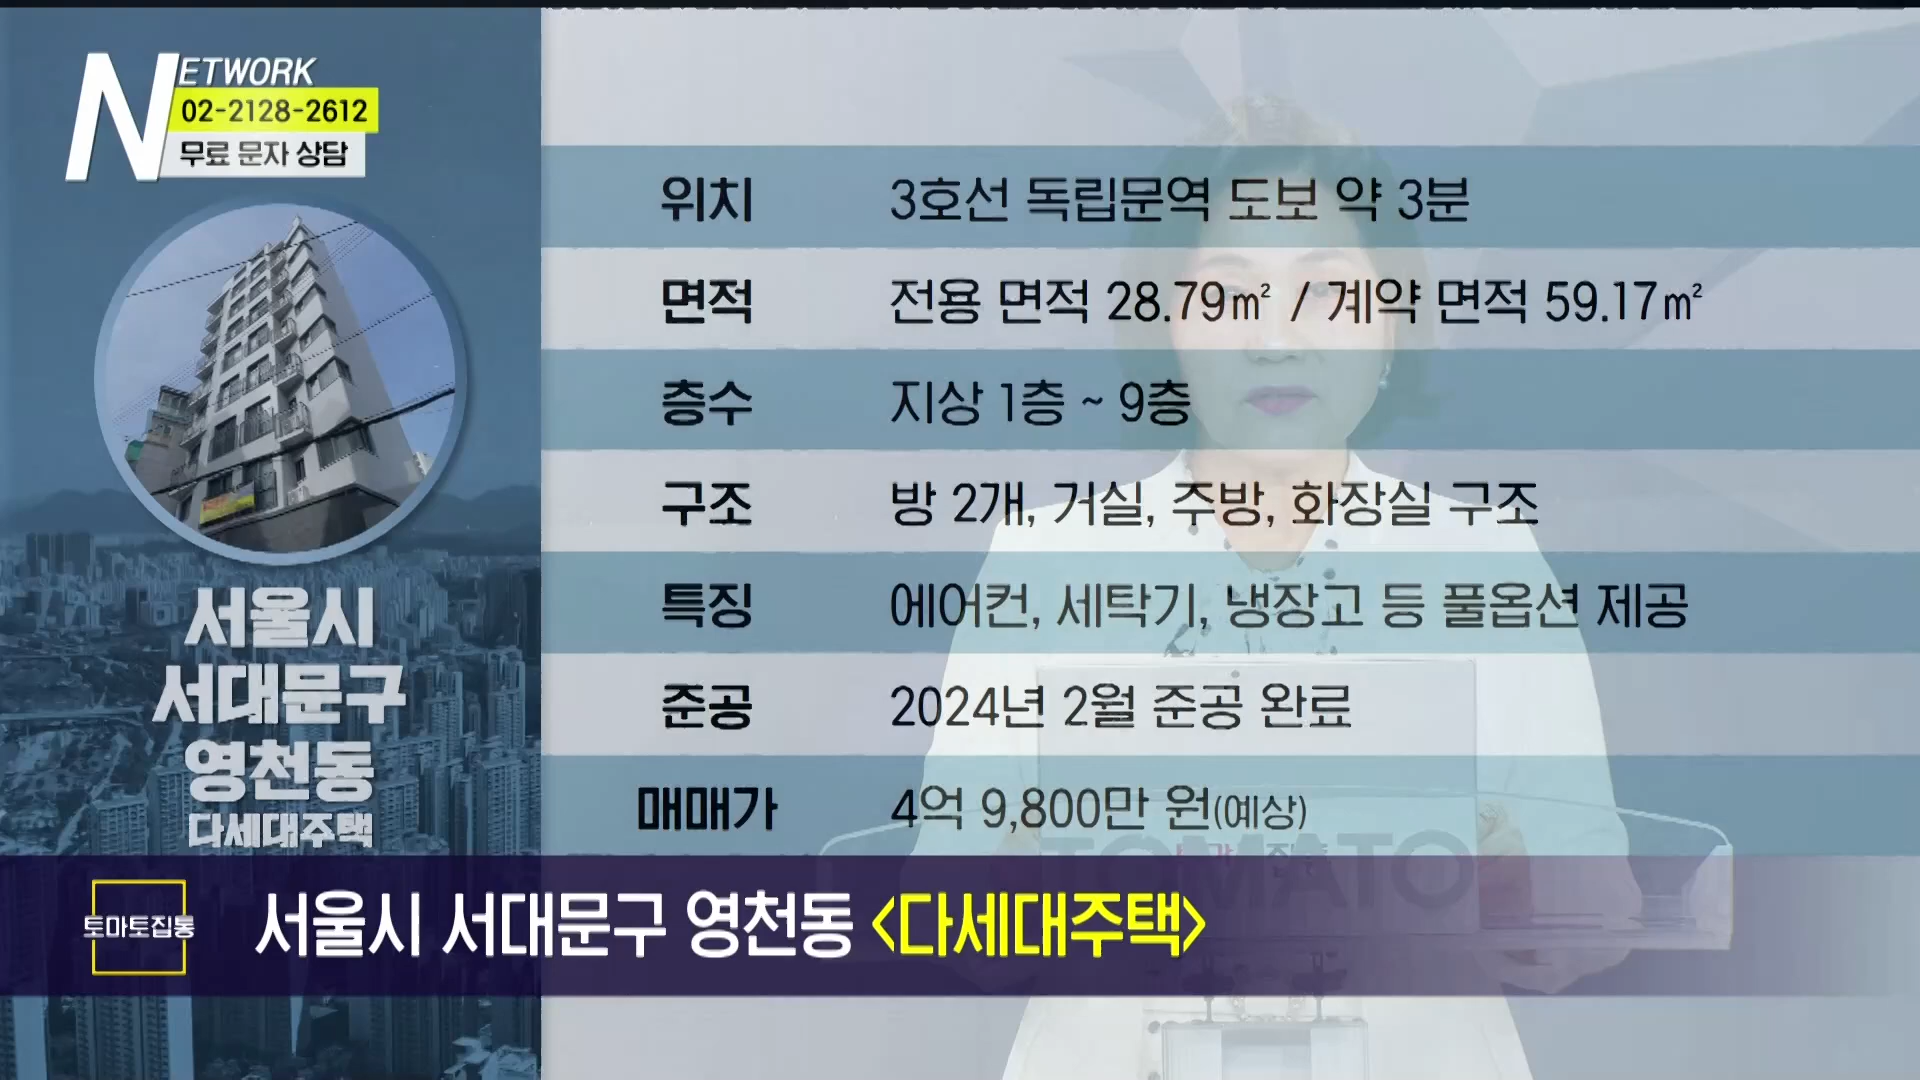 NETWORK
02-2128-2612
무료 문자 상담
서울시
서대문구
영천동
다세대주택
위치 3호선 독립문역 도보 약 3분
면적 전용 면적 28.79㎡ / 계약 면적 59.17㎡
층수 지상 1층 ~ 9층
구조 방 2개, 거실, 주방, 화장실 구조
특징 에어컨, 세탁기, 냉장고 등 풀옵션 제공
준공 2024년 2월 준공 완료
매매가 4억 9,800만 원(예상)
TOMATO
토마토집통
서울시 서대문구 영천동 <다세대주택>